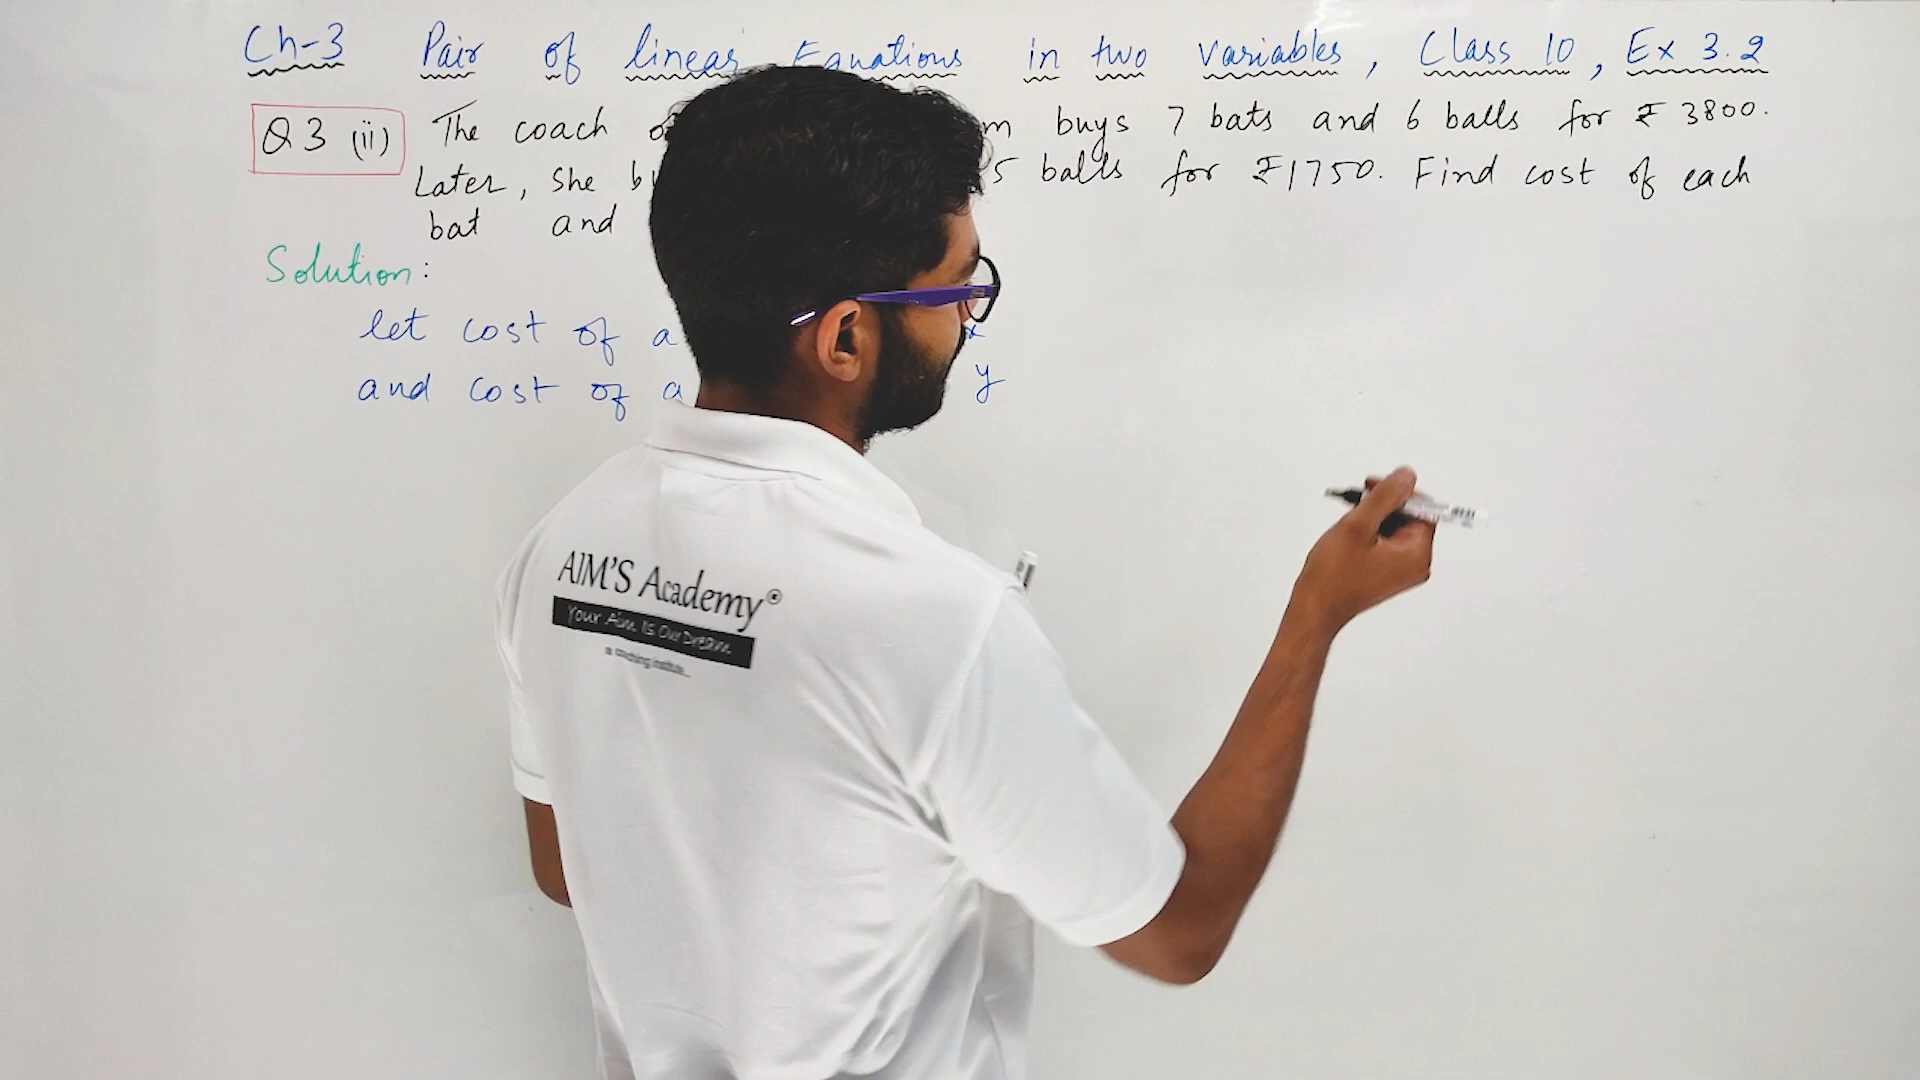 Ch-3 Pair of linear Equations in two Variables, Class 10, Ex 3.2
Q3 (ii) The coach buys 7 bats and 6 balls for ₹ 3800.
Later, She 5 balls for ₹1750. Find cost of each
bat and
Solution:
let cost of a x
and cost of a y
AIM'S Academy®
Your Aim Is Our Dream
a coaching institute